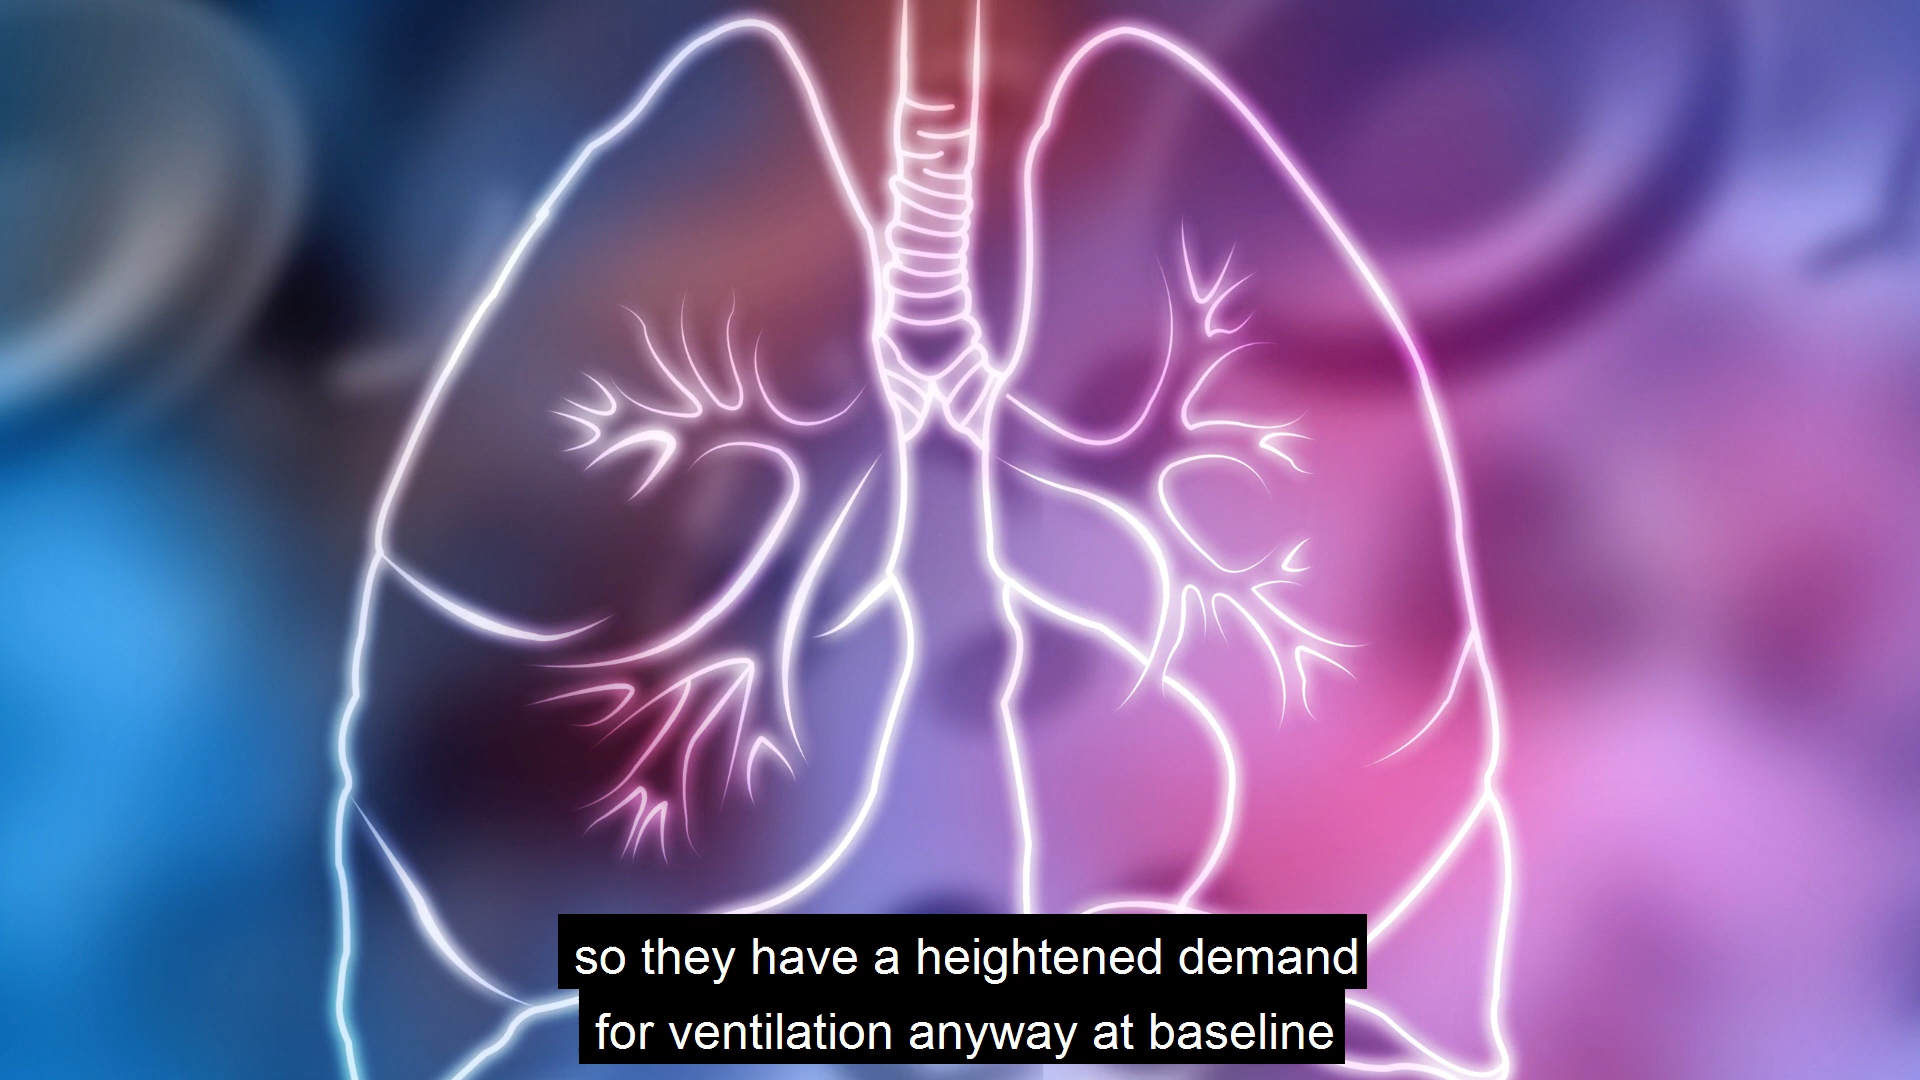 so they have a heightened demand
for ventilation anyway at baseline